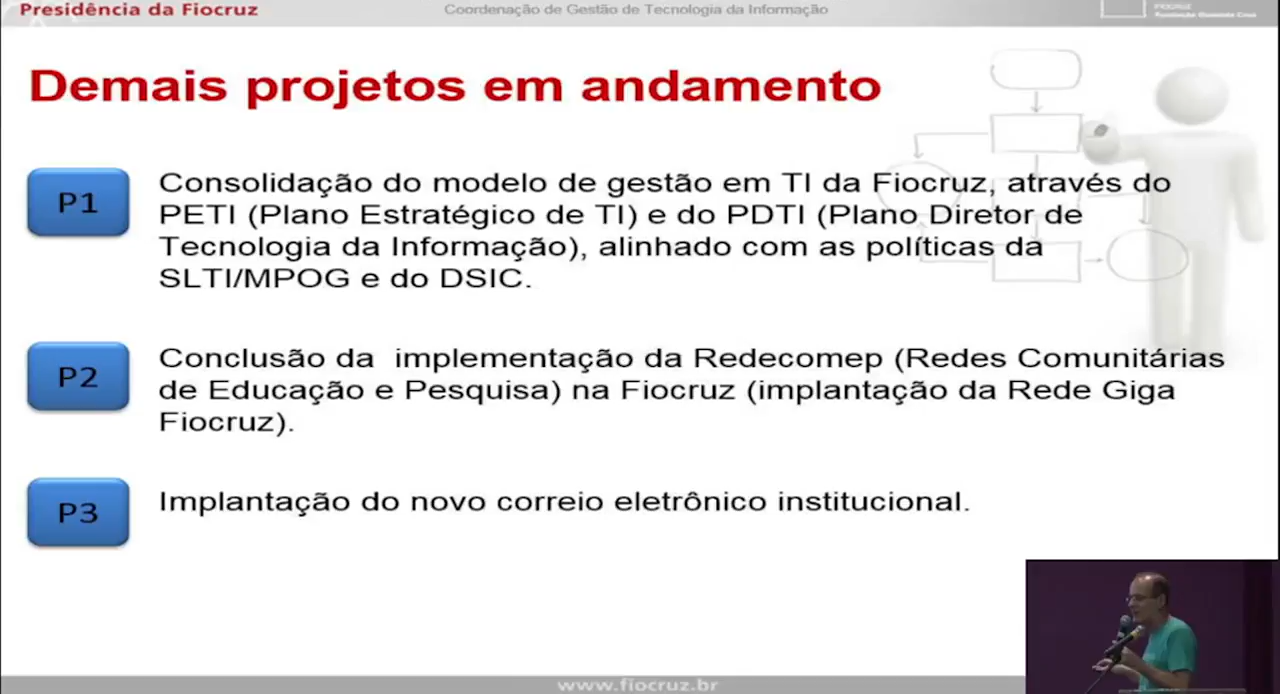 Presidência da Fiocruz
Coordenação de Gestão de Tecnologia da Informação
FIOCRUZ
Fundação Oswaldo Cruz
Demais projetos em andamento
P1
Consolidação do modelo de gestão em TI da Fiocruz, através do
PETI (Plano Estratégico de TI) e do PDTI (Plano Diretor de
Tecnologia da Informação), alinhado com as políticas da
SLTI/MPOG e do DSIC.
P2
Conclusão da  implementação da Redecomep (Redes Comunitárias
de Educação e Pesquisa) na Fiocruz (implantação da Rede Giga
Fiocruz).
P3
Implantação do novo correio eletrônico institucional.
www.fiocruz.br